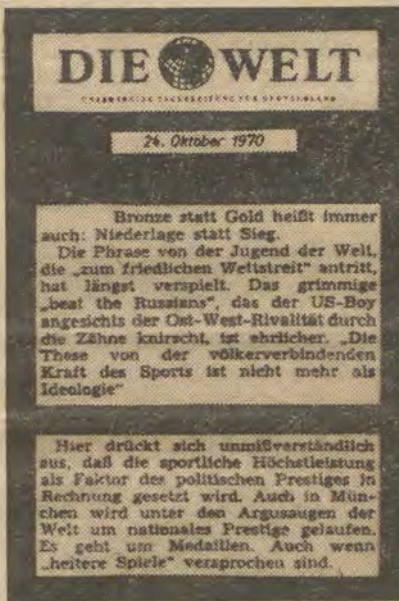 DIE WELT
UNABHÄNGIGE TAGESZEITUNG FÜR DEUTSCHLAND
24. Oktober 1970
Bronze statt Gold heißt immer
auch: Niederlage statt Sieg.
Die Phrase von der Jugend der Welt,
die „zum friedlichen Wettstreit“ antritt,
hat längst verspielt. Das grimmige
„beat the Russians“, das der US-Boy
angesichts der Ost-West-Rivalität durch
die Zähne knirscht, ist ehrlicher. „Die
These von der völkerverbindenden
Kraft des Sports ist nicht mehr als
Ideologie“
Hier drückt sich unmißverständlich
aus, daß die sportliche Höchstleistung
als Faktor des politischen Prestiges in
Rechnung gesetzt wird. Auch in Mün-
chen wird unter den Argusaugen der
Welt um nationales Prestige gelaufen.
Es geht um Medaillen. Auch wenn
„heitere Spiele“ versprochen sind.